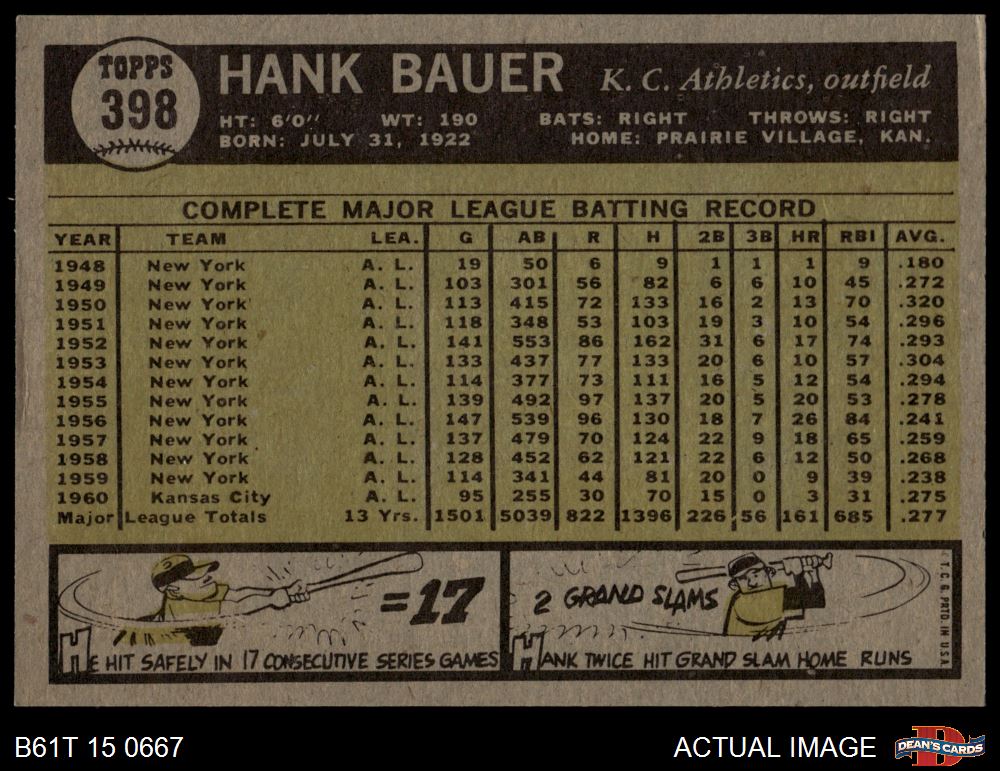 TOPPS
398
HANK BAUER K. C. Athletics, outfield
HT: 6'0'' WT: 190 BATS: RIGHT THROWS: RIGHT
BORN: JULY 31, 1922 HOME: PRAIRIE VILLAGE, KAN.
COMPLETE MAJOR LEAGUE BATTING RECORD
YEAR TEAM LEA. G AB R H 2B 3B HR RBI AVG.
1948 New York A. L. 19 50 6 9 1 1 1 9 .180
1949 New York A. L. 103 301 56 82 6 6 10 45 .272
1950 New York A. L. 113 415 72 133 16 2 13 70 .320
1951 New York A. L. 118 348 53 103 19 3 10 54 .296
1952 New York A. L. 141 553 86 162 31 6 17 74 .293
1953 New York A. L. 133 437 77 133 20 6 10 57 .304
1954 New York A. L. 114 377 73 111 16 5 12 54 .294
1955 New York A. L. 139 492 97 137 20 5 20 53 .278
1956 New York A. L. 147 539 96 130 18 7 26 84 .241
1957 New York A. L. 137 479 70 124 22 9 18 65 .259
1958 New York A. L. 128 452 62 121 22 6 12 50 .268
1959 New York A. L. 114 341 44 81 20 0 9 39 .238
1960 Kansas City A. L. 95 255 30 70 15 0 3 31 .275
Major League Totals 13 Yrs. 1501 5039 822 1396 226 56 161 685 .277
=17
HE HIT SAFELY IN 17 CONSECUTIVE SERIES GAMES
2 GRAND SLAMS
HANK TWICE HIT GRAND SLAM HOME RUNS
© T.C.G. PRTD. IN U.S.A.
B61T 15 0667
ACTUAL IMAGE
DEAN'S CARDS